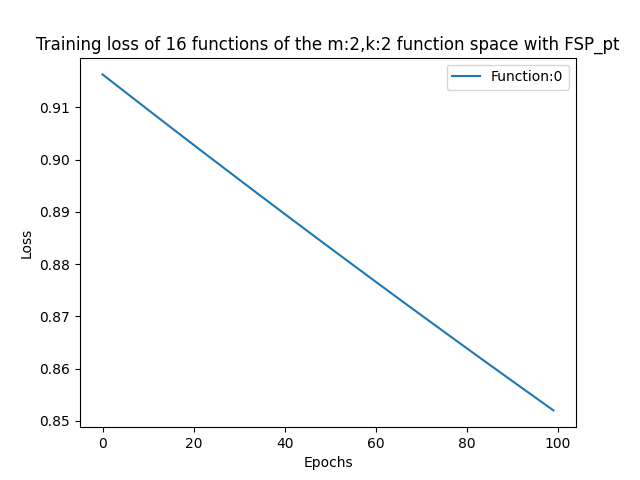 Training loss of 16 functions of the m:2,k:2 function space with FSP_pt
Function:0
0.91
0.90
0.89
0.88
0.87
0.86
0.85
Loss
0 20 40 60 80 100
Epochs